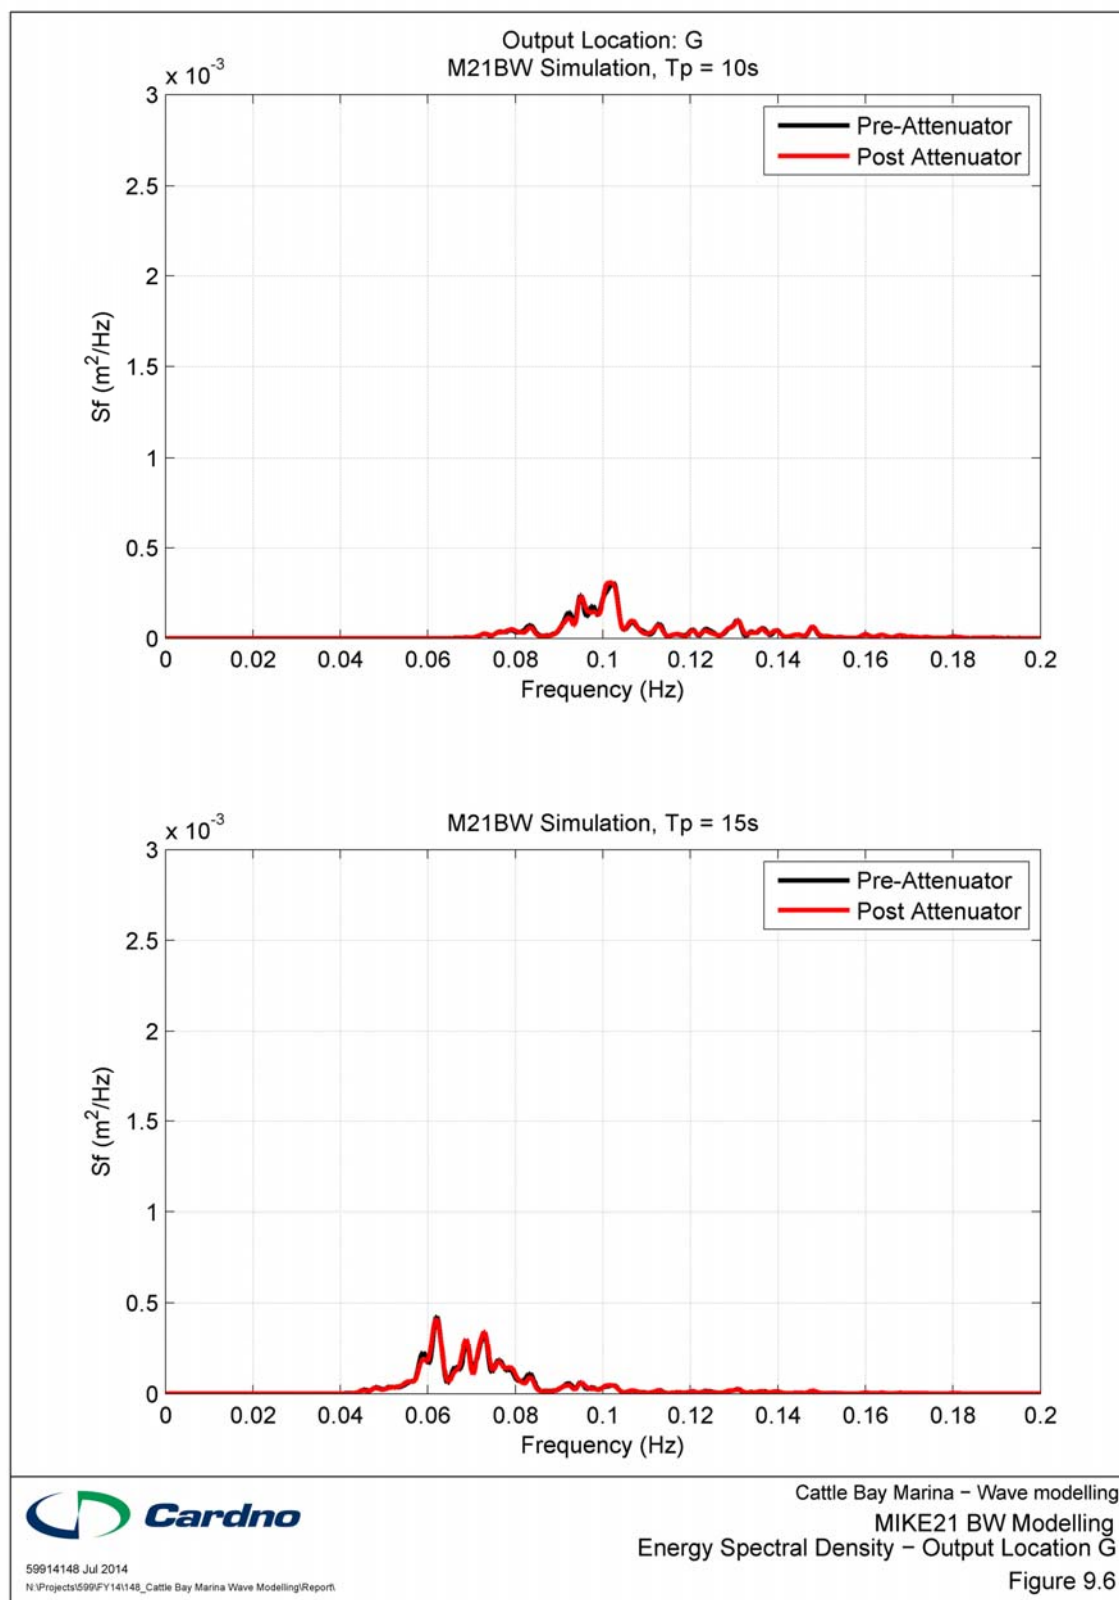 Output Location: G
M21BW Simulation, Tp = 10s
x 10⁻³
3
2.5
2
1.5
1
0.5
0
Sf (m²/Hz)
Pre-Attenuator
Post Attenuator
0 0.02 0.04 0.06 0.08 0.1 0.12 0.14 0.16 0.18 0.2
Frequency (Hz)
M21BW Simulation, Tp = 15s
x 10⁻³
3
2.5
2
1.5
1
0.5
0
Sf (m²/Hz)
Pre-Attenuator
Post Attenuator
0 0.02 0.04 0.06 0.08 0.1 0.12 0.14 0.16 0.18 0.2
Frequency (Hz)
Cardno
59914148 Jul 2014
N:\Projects\599\FY14\148_Cattle Bay Marina Wave Modelling\Report\
Cattle Bay Marina − Wave modelling
MIKE21 BW Modelling
Energy Spectral Density − Output Location G
Figure 9.6